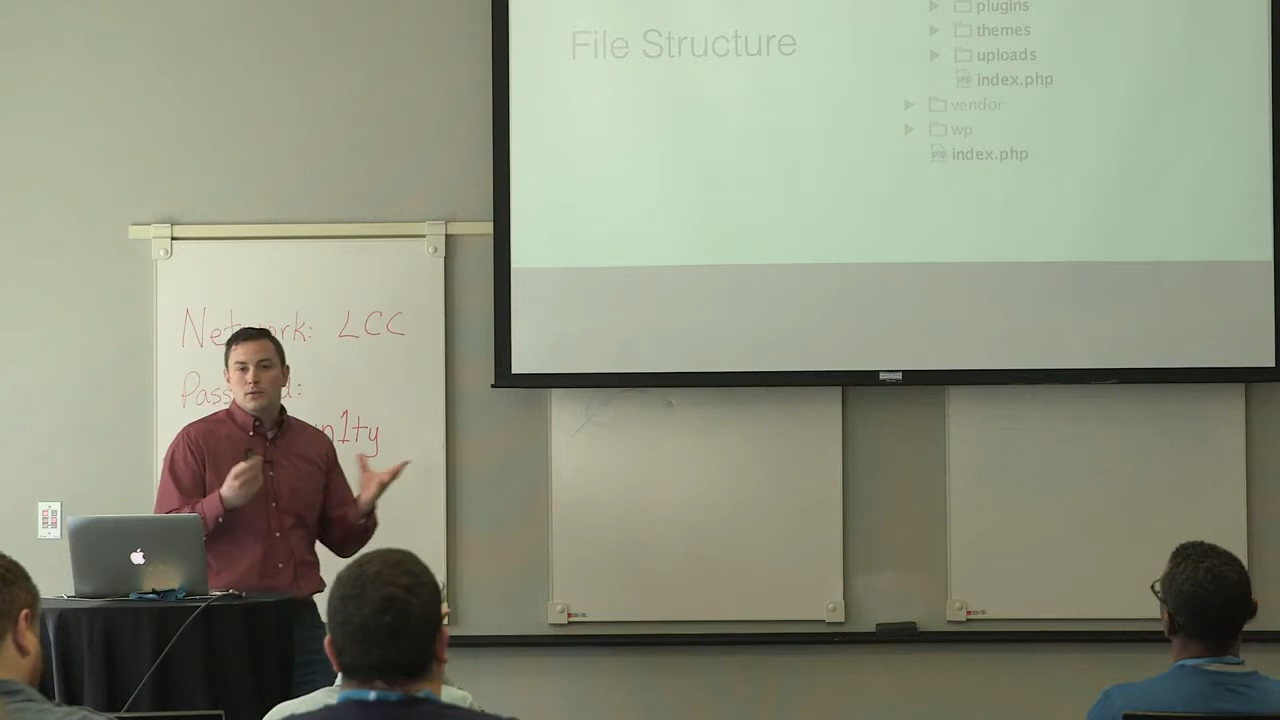 plugins
themes
uploads
index.php
vendor
wp
index.php
File Structure
Network: LCC